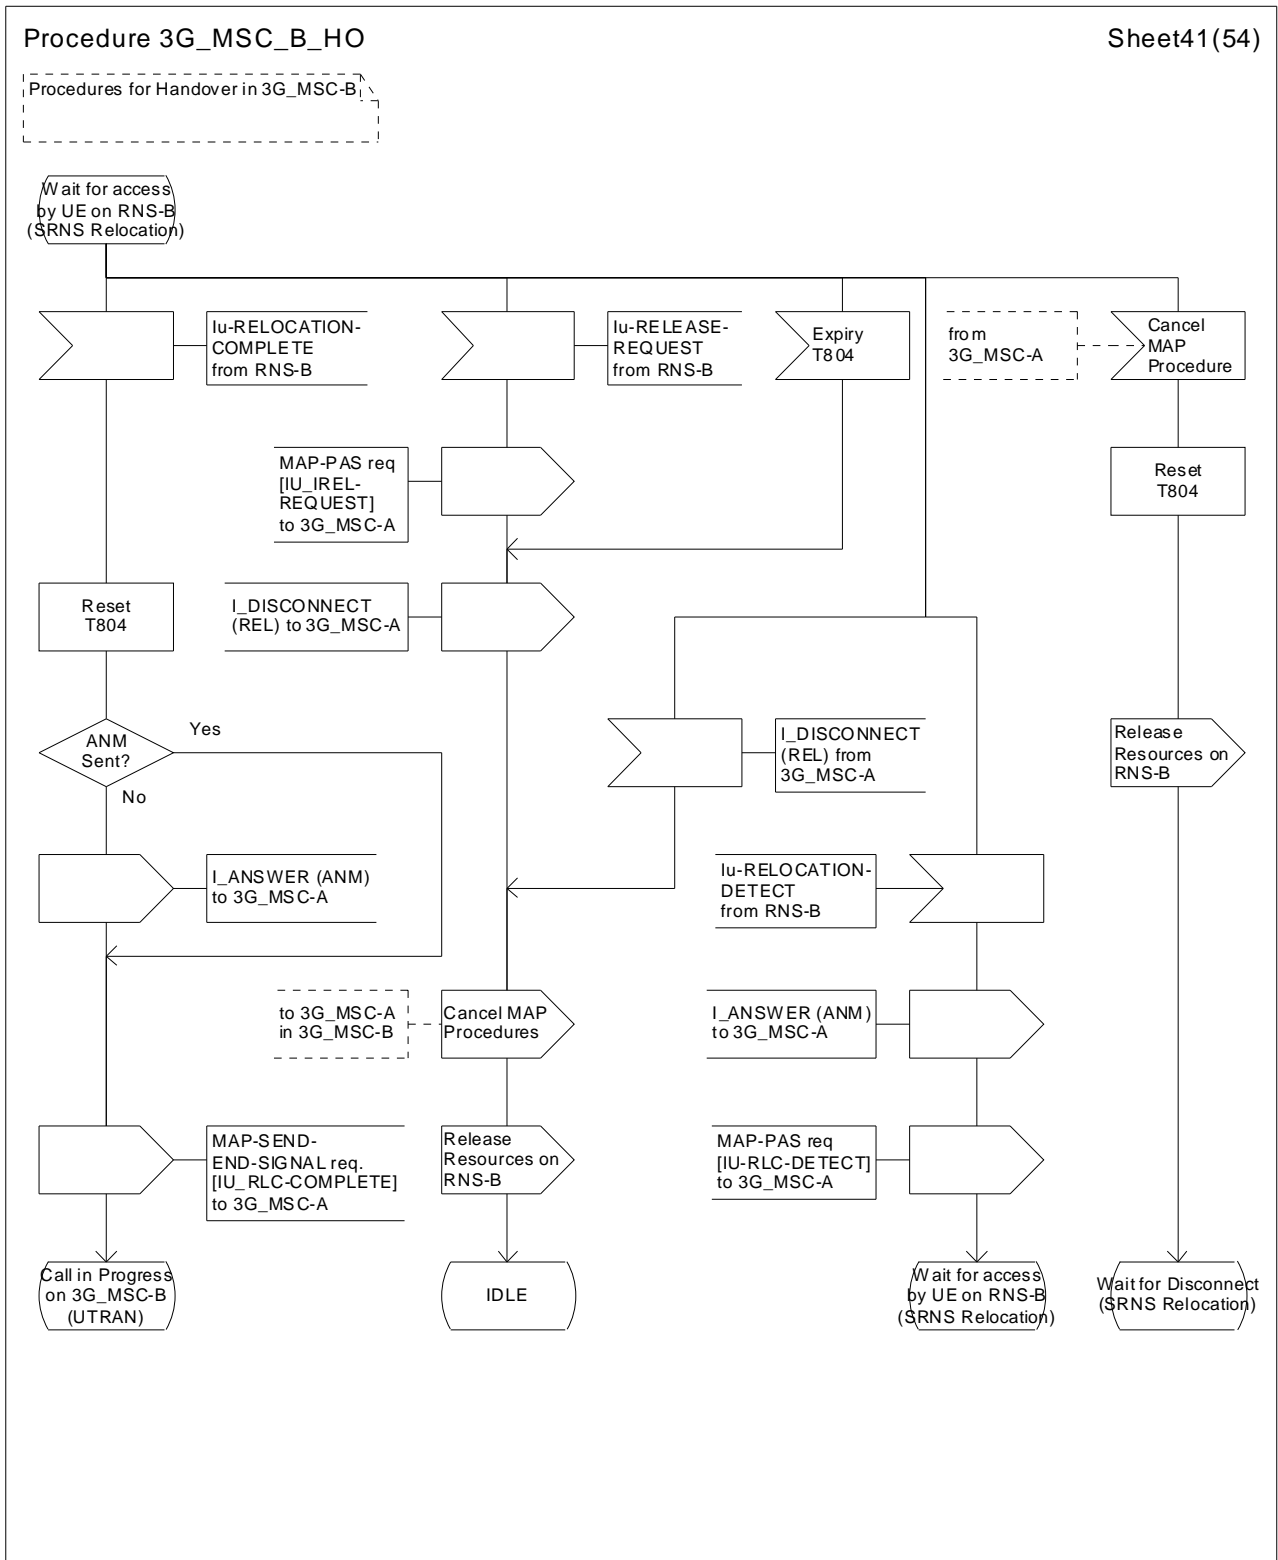 Procedure 3G_MSC_B_HO
Sheet41(54)
Procedures for Handover in 3G_MSC-B
Wait for access
by UE on RNS-B
(SRNS Relocation)
Iu-RELOCATION-
COMPLETE
from RNS-B
Iu-RELEASE-
REQUEST
from RNS-B
Expiry
T804
from
3G_MSC-A
Cancel
MAP
Procedure
MAP-PAS req
[IU_IREL-
REQUEST]
to 3G_MSC-A
Reset
T804
Reset
T804
I_DISCONNECT
(REL) to 3G_MSC-A
ANM
Sent?
Yes
No
I_DISCONNECT
(REL) from
3G_MSC-A
Release
Resources on
RNS-B
I_ANSWER (ANM)
to 3G_MSC-A
Iu-RELOCATION-
DETECT
from RNS-B
to 3G_MSC-A
in 3G_MSC-B
Cancel MAP
Procedures
I_ANSWER (ANM)
to 3G_MSC-A
MAP-SEND-
END-SIGNAL req.
[IU_RLC-COMPLETE]
to 3G_MSC-A
Release
Resources on
RNS-B
MAP-PAS req
[IU-RLC-DETECT]
to 3G_MSC-A
Call in Progress
on 3G_MSC-B
(UTRAN)
IDLE
Wait for access
by UE on RNS-B
(SRNS Relocation)
Wait for Disconnect
(SRNS Relocation)